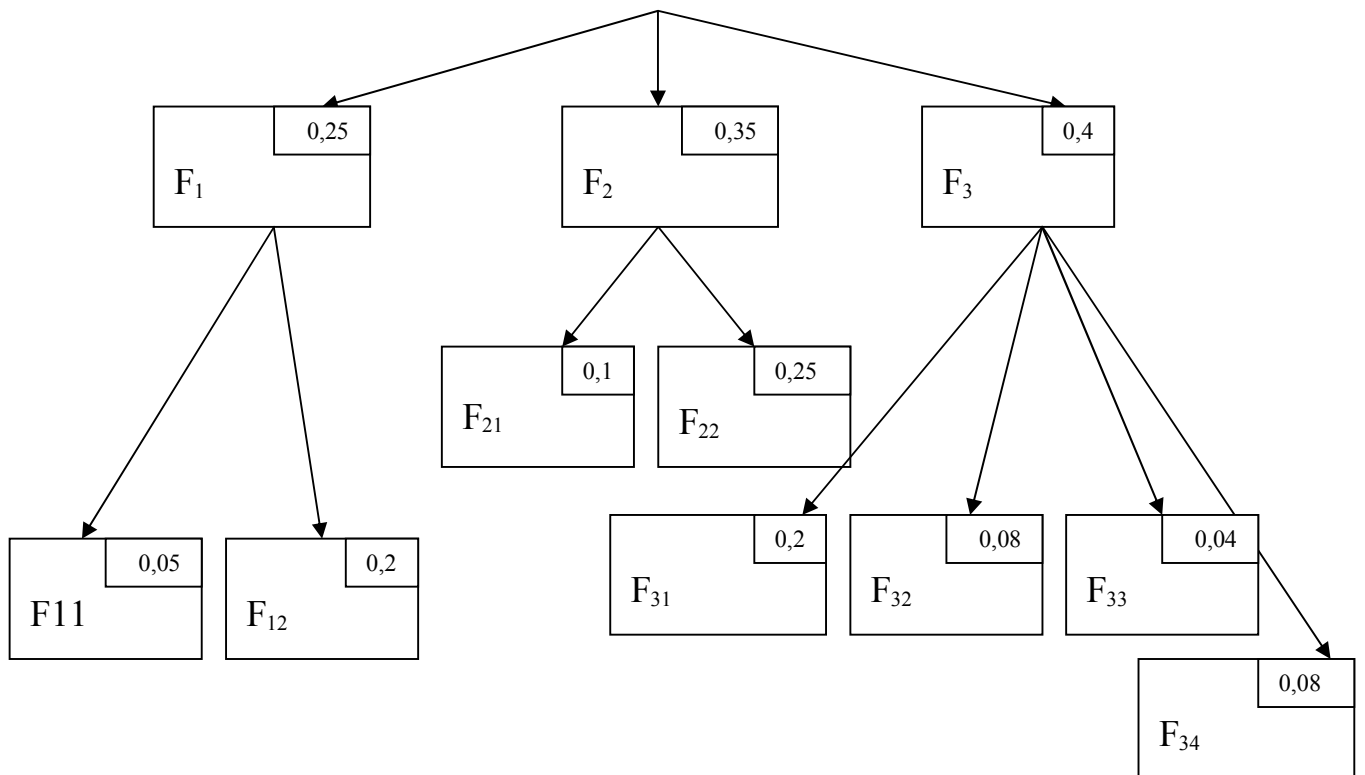 0,25
F₁
0,35
F₂
0,4
F₃
0,1
F₂₁
0,25
F₂₂
0,2
F₃₁
0,08
F₃₂
0,04
F₃₃
0,05
F11
0,2
F₁₂
0,08
F₃₄